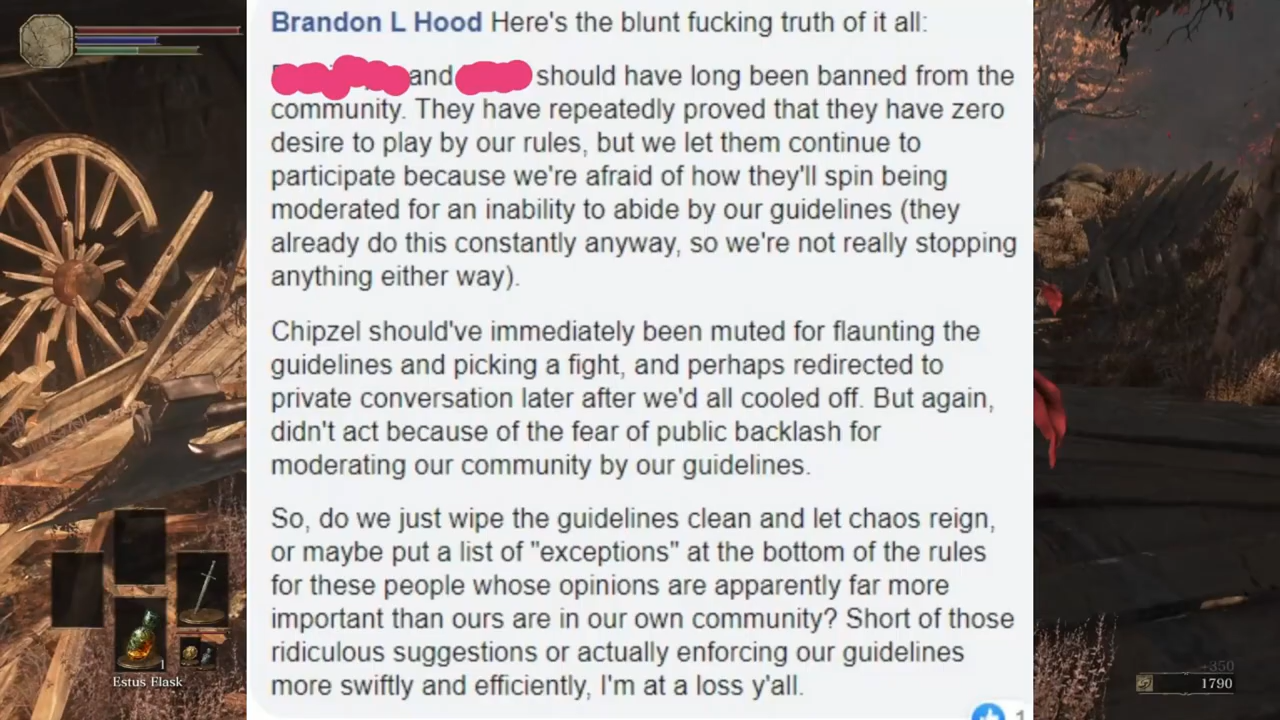 Brandon L Hood Here's the blunt fucking truth of it all:
and should have long been banned from the
community. They have repeatedly proved that they have zero
desire to play by our rules, but we let them continue to
participate because we're afraid of how they'll spin being
moderated for an inability to abide by our guidelines (they
already do this constantly anyway, so we're not really stopping
anything either way).
Chipzel should've immediately been muted for flaunting the
guidelines and picking a fight, and perhaps redirected to
private conversation later after we'd all cooled off. But again,
didn't act because of the fear of public backlash for
moderating our community by our guidelines.
So, do we just wipe the guidelines clean and let chaos reign,
or maybe put a list of "exceptions" at the bottom of the rules
for these people whose opinions are apparently far more
important than ours are in our own community? Short of those
ridiculous suggestions or actually enforcing our guidelines
more swiftly and efficiently, I'm at a loss y'all.
1
1
Estus Flask
+350
1790